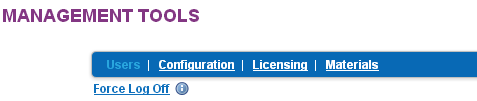 MANAGEMENT TOOLS
Users | Configuration | Licensing | Materials
Force Log Off